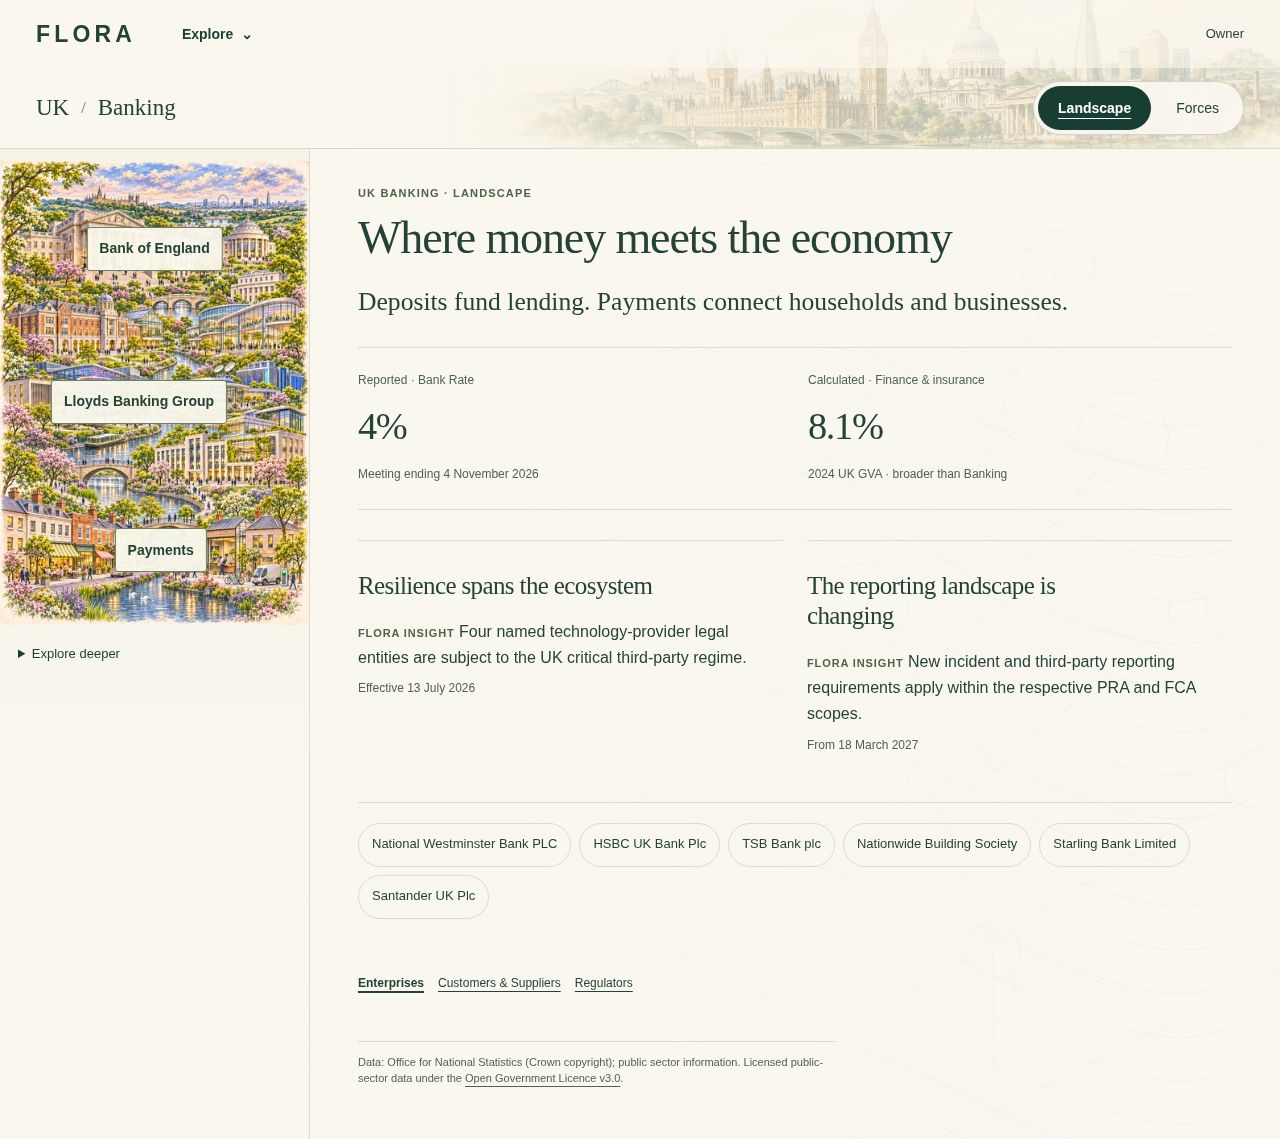 FLORA
Explore
Owner
UK / Banking
Landscape
Forces
Bank of England
Lloyds Banking Group
Payments
Explore deeper
UK BANKING · LANDSCAPE
Where money meets the economy
Deposits fund lending. Payments connect households and businesses.
Reported · Bank Rate
4%
Meeting ending 4 November 2026
Calculated · Finance & insurance
8.1%
2024 UK GVA · broader than Banking
Resilience spans the ecosystem
FLORA INSIGHT Four named technology-provider legal
entities are subject to the UK critical third-party regime.
Effective 13 July 2026
The reporting landscape is
changing
FLORA INSIGHT New incident and third-party reporting
requirements apply within the respective PRA and FCA
scopes.
From 18 March 2027
National Westminster Bank PLC
HSBC UK Bank Plc
TSB Bank plc
Nationwide Building Society
Starling Bank Limited
Santander UK Plc
Enterprises
Customers & Suppliers
Regulators
Data: Office for National Statistics (Crown copyright); public sector information. Licensed public-
sector data under the Open Government Licence v3.0.